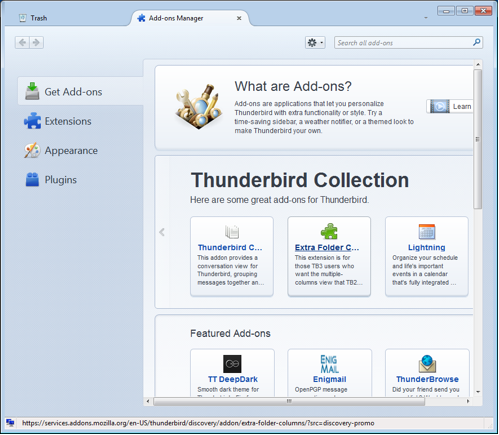 Trash
Add-ons Manager
Search all add-ons
Get Add-ons
Extensions
Appearance
Plugins
What are Add-ons?
Add-ons are applications that let you personalize
Thunderbird with extra functionality or style. Try a
time-saving sidebar, a weather notifier, or a themed look to
make Thunderbird your own.
Learn
Thunderbird Collection
Here are some great add-ons for Thunderbird.
Thunderbird C...
This addon provides a
conversation view for
Thunderbird, grouping
messages together an...
Extra Folder C...
This extension is for
those TB3 users who
want the multiple-
columns view that TB2...
Lightning
Organize your schedule
and life's important
events in a calendar
that's fully integrated ...
Featured Add-ons
TT DeepDark
Smooth dark theme for
ENIG
MAIL
Enigmail
OpenPGP message
ThunderBrowse
Did your friend send you
https://services.addons.mozilla.org/en-US/thunderbird/discovery/addon/extra-folder-columns/?src=discovery-promo